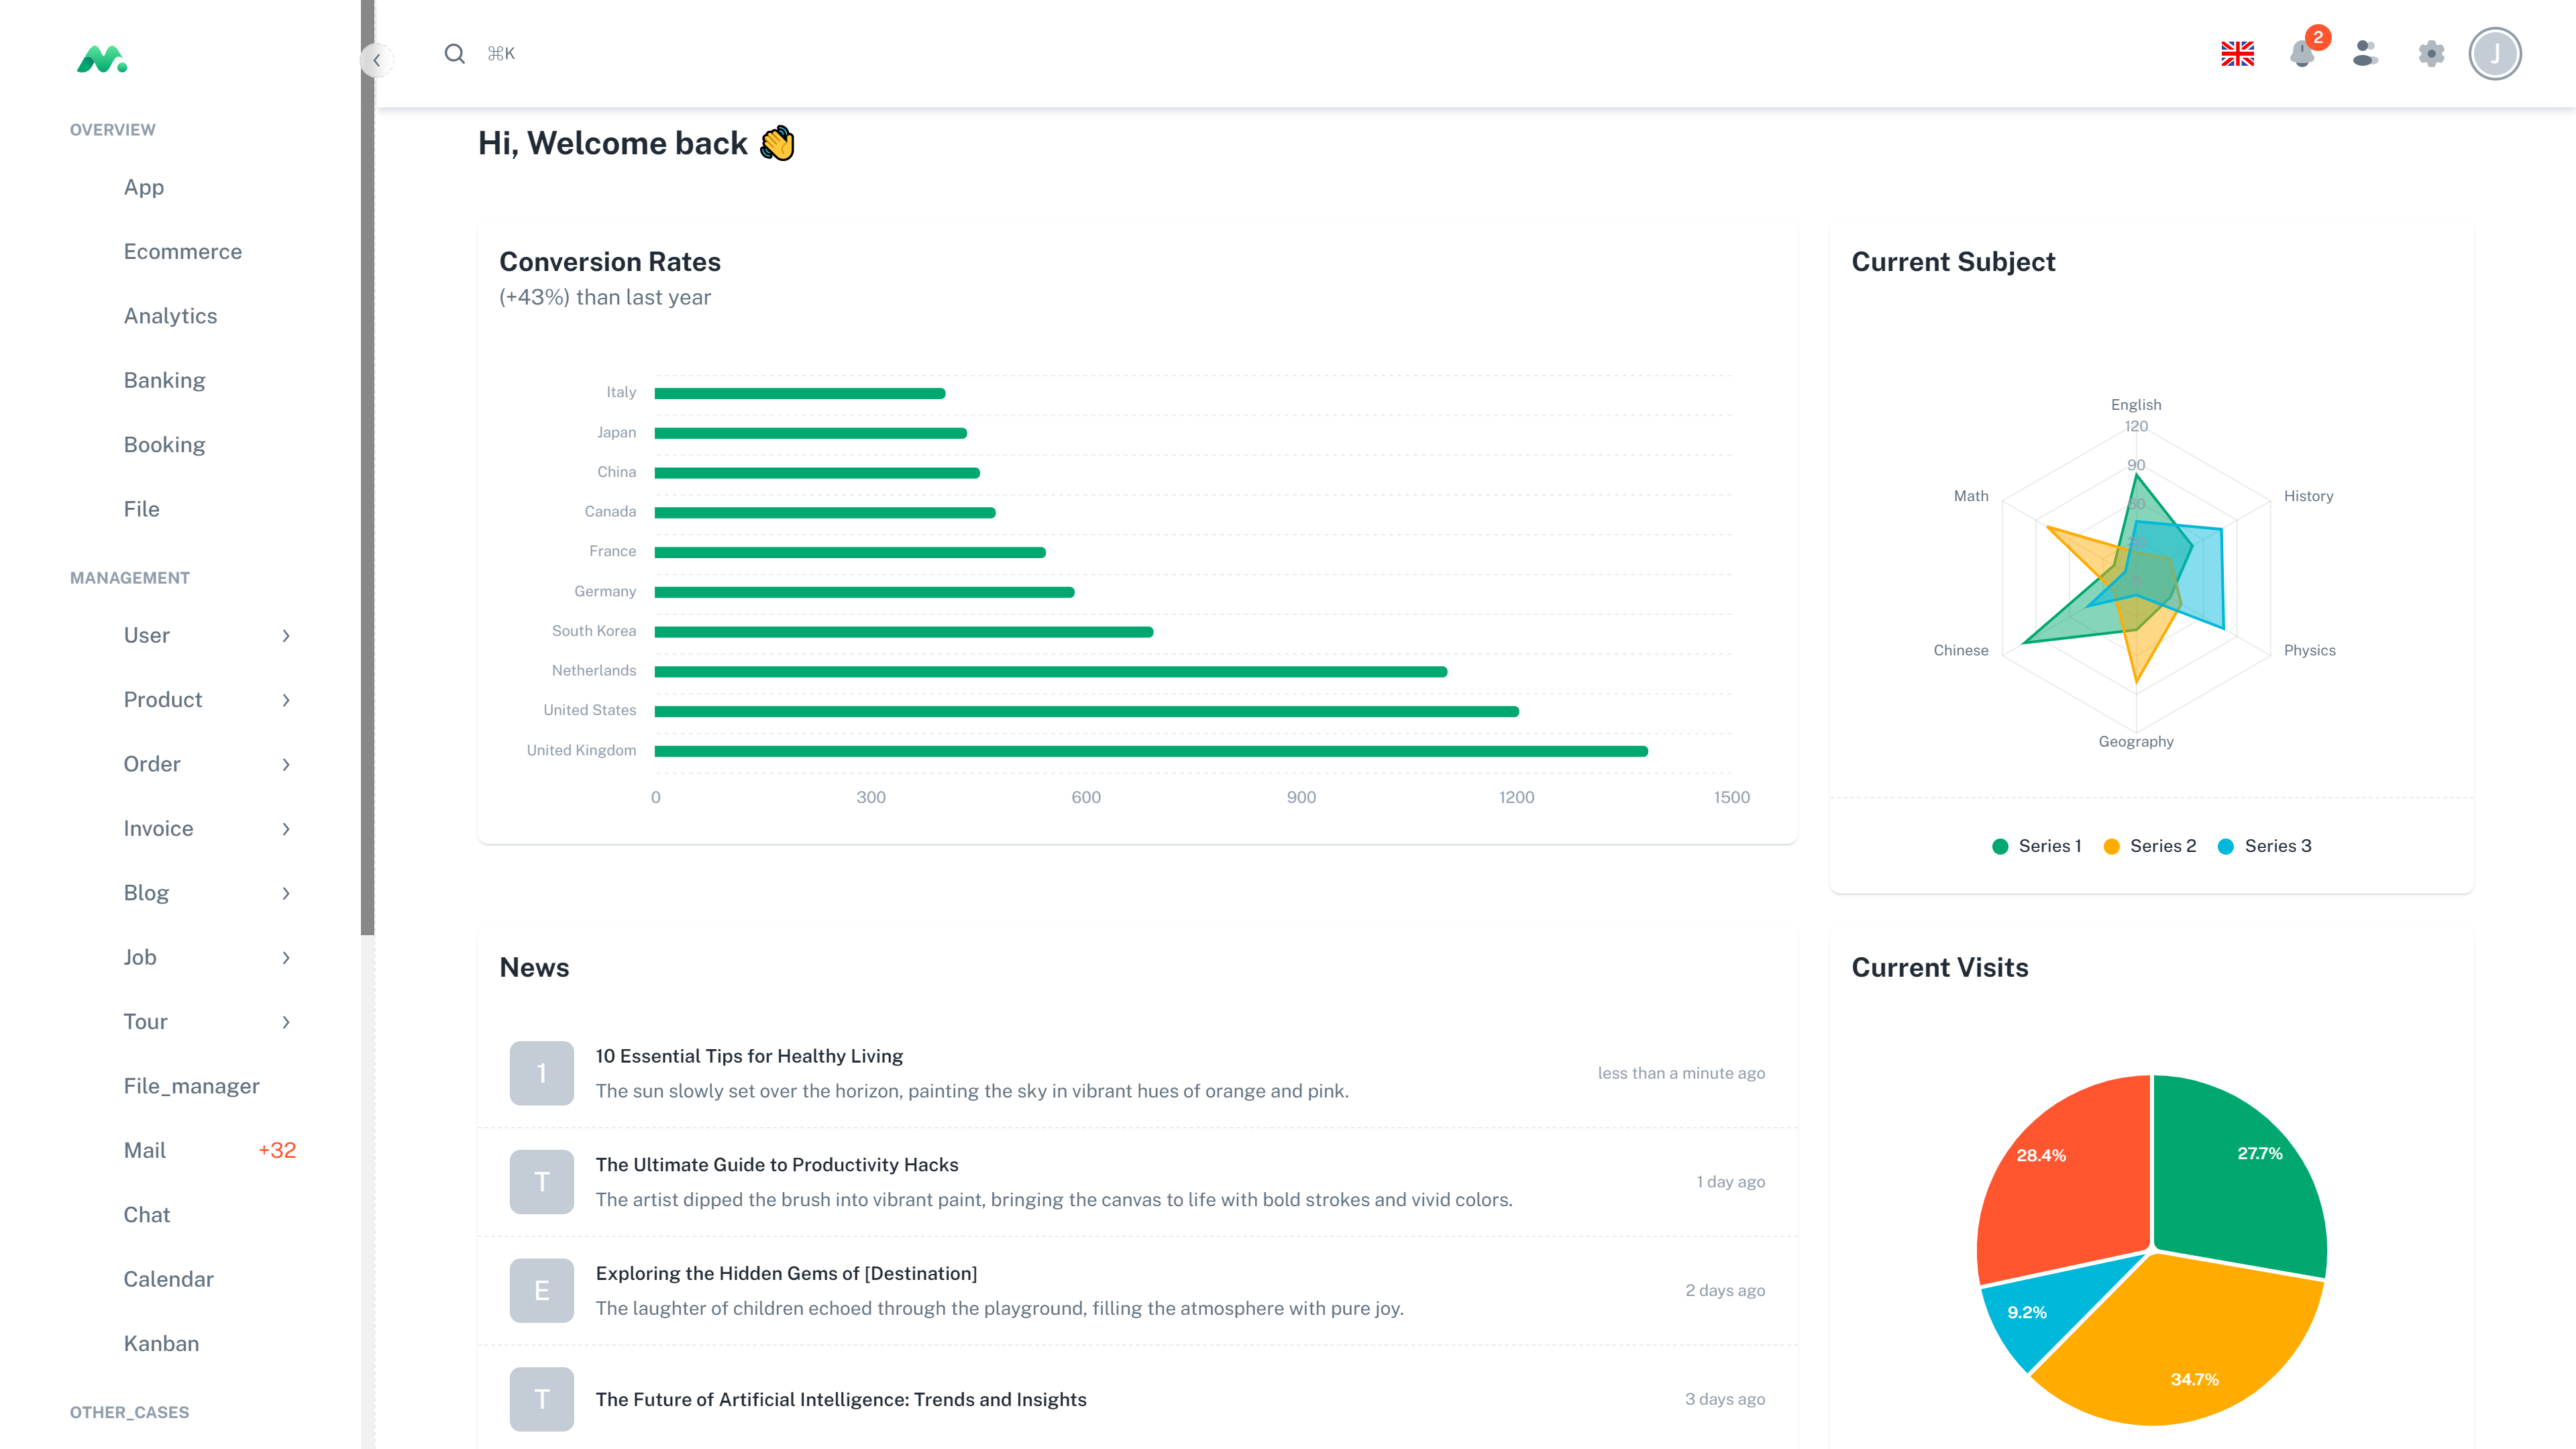 OVERVIEW
App
Ecommerce
Analytics
Banking
Booking
File
MANAGEMENT
User
Product
Order
Invoice
Blog
Job
Tour
File_manager
Mail +32
Chat
Calendar
Kanban
OTHER_CASES
⌘K
2
J
Hi, Welcome back 👋
Conversion Rates
(+43%) than last year
Italy
Japan
China
Canada
France
Germany
South Korea
Netherlands
United States
United Kingdom
0 300 600 900 1200 1500
Current Subject
English
120
90
60
30
0
Math
History
Chinese
Physics
Geography
Series 1 Series 2 Series 3
News
1
10 Essential Tips for Healthy Living
The sun slowly set over the horizon, painting the sky in vibrant hues of orange and pink.
less than a minute ago
T
The Ultimate Guide to Productivity Hacks
The artist dipped the brush into vibrant paint, bringing the canvas to life with bold strokes and vivid colors.
1 day ago
E
Exploring the Hidden Gems of [Destination]
The laughter of children echoed through the playground, filling the atmosphere with pure joy.
2 days ago
T
The Future of Artificial Intelligence: Trends and Insights
3 days ago
Current Visits
28.4%
27.7%
9.2%
34.7%